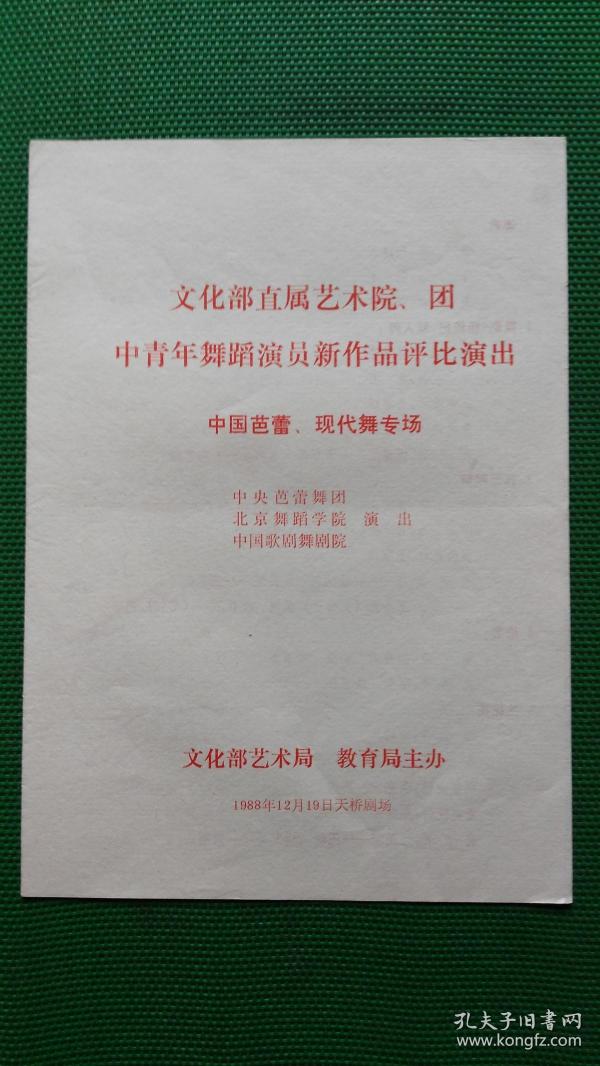 文化部直属艺术院、团
中青年舞蹈演员新作品评比演出
中国芭蕾、现代舞专场
中央芭蕾舞团
北京舞蹈学院 演 出
中国歌剧舞剧院
文化部艺术局 教育局主办
1988年12月19日天桥剧场
孔夫子旧书网
www.kongfz.com